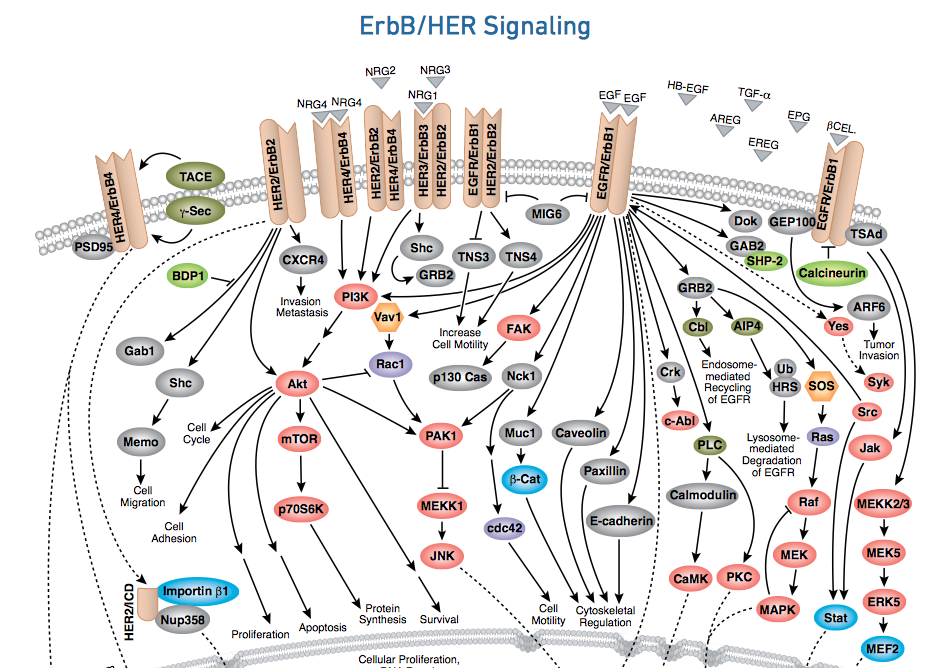 ErbB/HER Signaling
NRG2
NRG3
NRG4
NRG4
NRG1
EGF
EGF
HB-EGF
TGF-α
AREG
EPG
EREG
βCEL.
HER4/ErbB4
HER2/ErbB2
HER4/ErbB4
HER2/ErbB2
HER4/ErbB4
HER3/ErbB3
HER2/ErbB2
EGFR/ErbB1
HER2/ErbB2
EGFR/ErbB1
EGFR/ErbB1
TACE
γ-Sec
PSD95
BDP1
CXCR4
Invasion
Metastasis
Shc
GRB2
TNS3
TNS4
MIG6
Dok
GEP100
TSAd
GAB2
SHP-2
Calcineurin
PI3K
Vav1
Increase
Cell Motility
FAK
GRB2
Cbl
AIP4
Yes
ARF6
Tumor
Invasion
Gab1
Shc
Akt
Rac1
p130 Cas
Nck1
Crk
c-Abl
Endosome-
mediated
Recycling
of EGFR
Ub
HRS
SOS
Syk
Src
Memo
Cell
Cycle
mTOR
PAK1
Muc1
Caveolin
PLC
Lysosome-
mediated
Degradation
of EGFR
Ras
Jak
Cell
Migration
Cell
Adhesion
p70S6K
MEKK1
β-Cat
Paxillin
Calmodulin
Raf
MEKK2/3
cdc42
E-cadherin
JNK
MEK
MEK5
CaMK
PKC
MAPK
Stat
ERK5
MEF2
HER2/ICD
Importin β1
Nup358
Proliferation
Apoptosis
Protein
Synthesis
Survival
Cell
Motility
Cytoskeletal
Regulation
Cellular Proliferation,